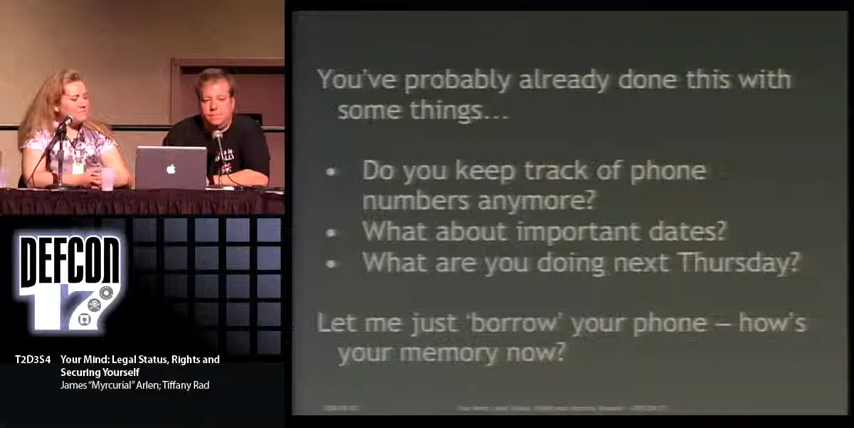 You've probably already done this with
some things...
• Do you keep track of phone
numbers anymore?
• What about important dates?
• What are you doing next Thursday?
Let me just 'borrow' your phone – how's
your memory now?
DEFCON
17
T2D3S4 Your Mind: Legal Status, Rights and
Securing Yourself
James "Myrcurial" Arlen; Tiffany Rad